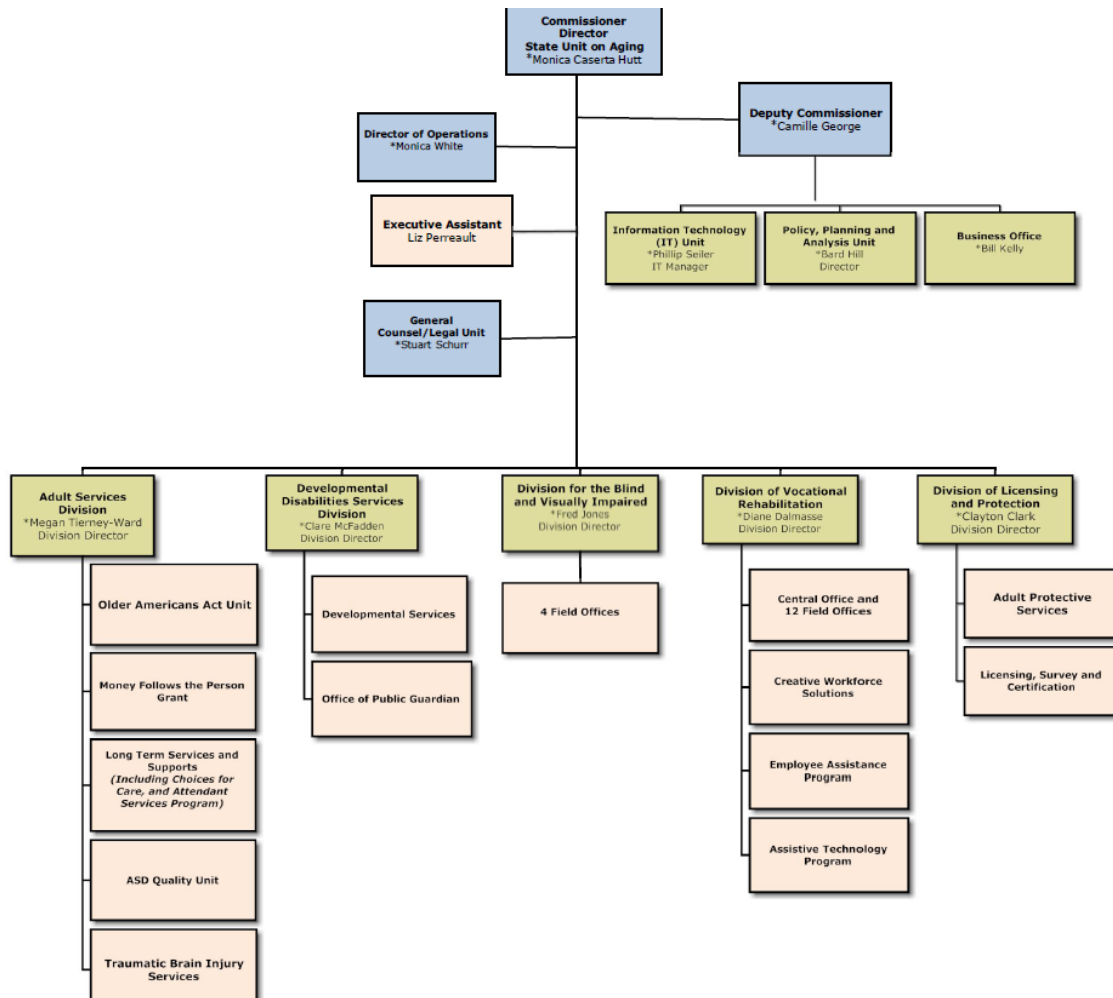 Commissioner
Director
State Unit on Aging
*Monica Caserta Hutt
Deputy Commissioner
*Camille George
Director of Operations
*Monica White
Executive Assistant
Liz Perreault
Information Technology
(IT) Unit
*Phillip Seiler
IT Manager
Policy, Planning and
Analysis Unit
*Bard Hill
Director
Business Office
*Bill Kelly
General
Counsel/Legal Unit
*Stuart Schurr
Adult Services
Division
*Megan Tierney-Ward
Division Director
Developmental
Disabilities Services
Division
*Clare McFadden
Division Director
Division for the Blind
and Visually Impaired
*Fred Jones
Division Director
Division of Vocational
Rehabilitation
*Diane Dalmasse
Division Director
Division of Licensing
and Protection
*Clayton Clark
Division Director
Older Americans Act Unit
Money Follows the Person
Grant
Long Term Services and
Supports
(Including Choices for
Care, and Attendant
Services Program)
ASD Quality Unit
Traumatic Brain Injury
Services
Developmental Services
Office of Public Guardian
4 Field Offices
Central Office and
12 Field Offices
Creative Workforce
Solutions
Employee Assistance
Program
Assistive Technology
Program
Adult Protective
Services
Licensing, Survey and
Certification